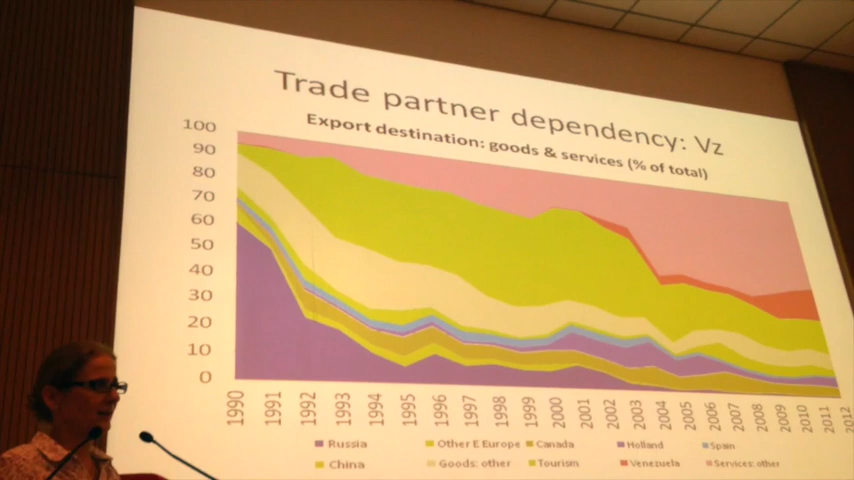 Trade partner dependency: Vz
Export destination: goods & services (% of total)
100
90
80
70
60
50
40
30
20
10
0
1990 1991 1992 1993 1994 1995 1996 1997 1998 1999 2000 2001 2002 2003 2004 2005 2006 2007 2008 2009 2010 2011 2012
Russia Other E Europe Canada Holland Spain
China Goods: other Tourism Venezuela Services: other